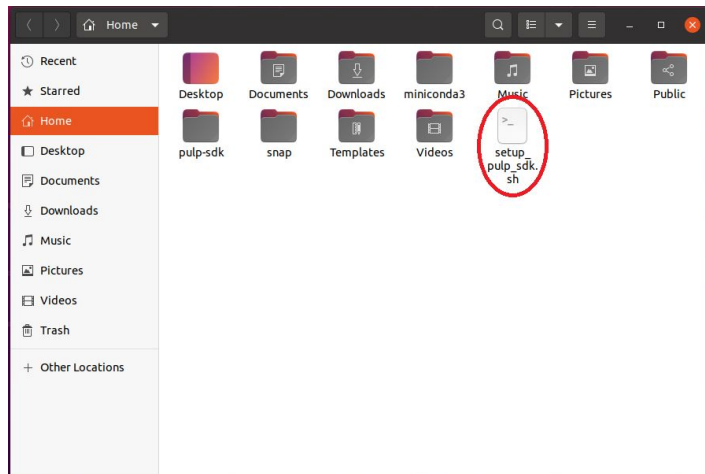 Home
Recent
Starred
Home
Desktop
Documents
Downloads
Music
Pictures
Videos
Trash
+ Other Locations
Desktop
Documents
Downloads
miniconda3
Music
Pictures
Public
pulp-sdk
snap
Templates
Videos
>_
setup_
pulp_sdk.
sh